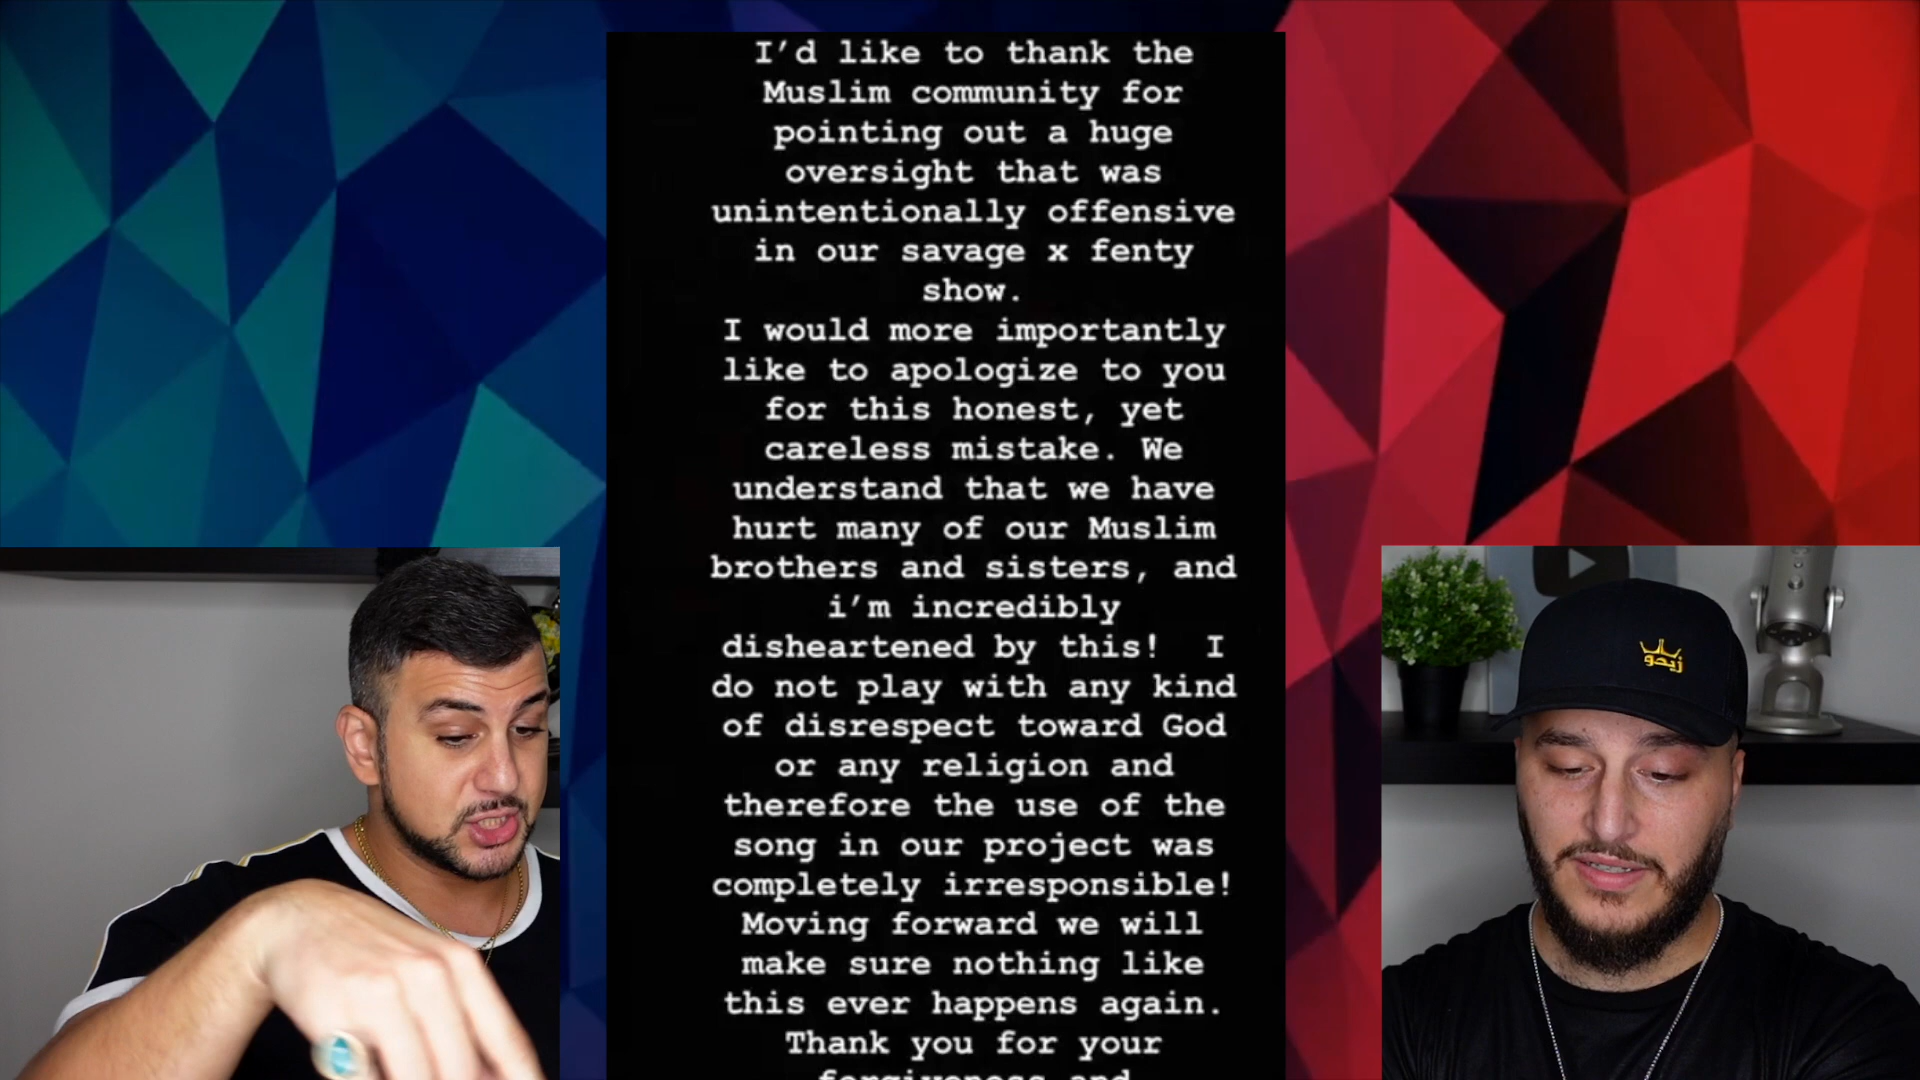 I’d like to thank the
Muslim community for
pointing out a huge
oversight that was
unintentionally offensive
in our savage x fenty
show.
I would more importantly
like to apologize to you
for this honest, yet
careless mistake. We
understand that we have
hurt many of our Muslim
brothers and sisters, and
i’m incredibly
disheartened by this!  I
do not play with any kind
of disrespect toward God
or any religion and
therefore the use of the
song in our project was
completely irresponsible!
Moving forward we will
make sure nothing like
this ever happens again.
Thank you for your
forgiveness and